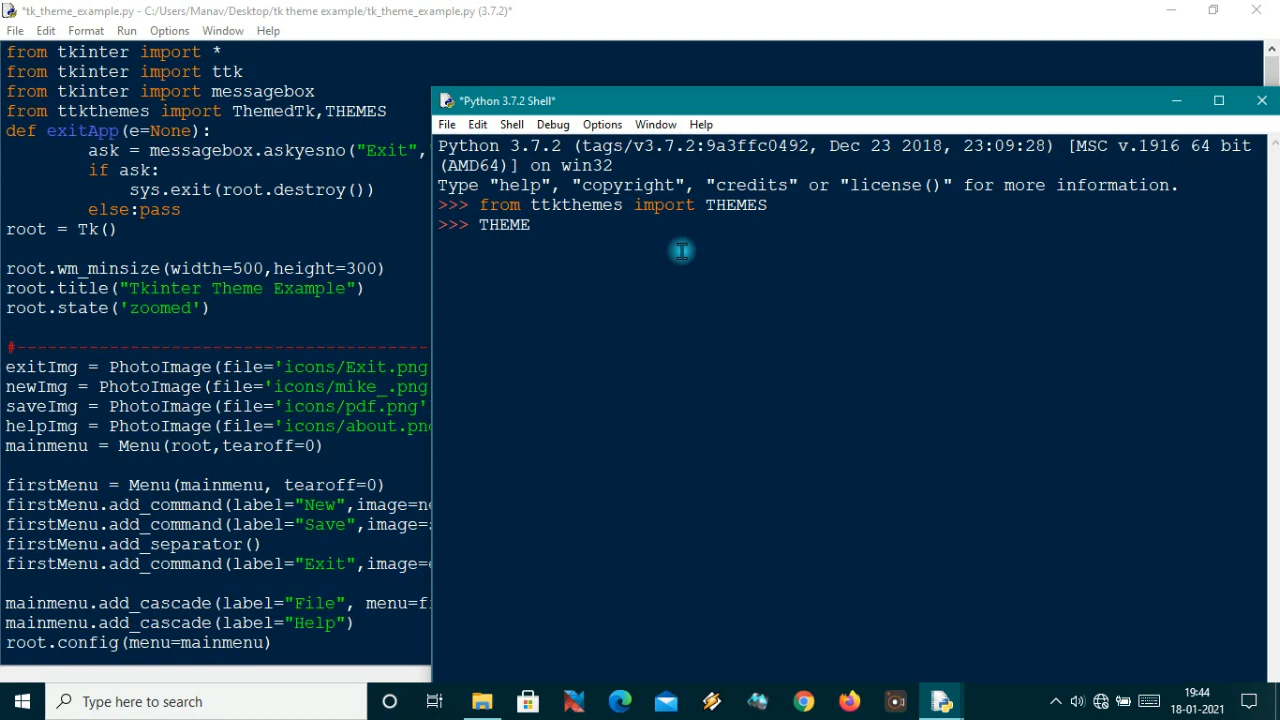 *tk_theme_example.py - C:/Users/Manav/Desktop/tk theme example/tk_theme_example.py (3.7.2)*
File Edit Format Run Options Window Help
from tkinter import *
from tkinter import ttk
from tkinter import messagebox
from ttkthemes import ThemedTk,THEMES
def exitApp(e=None):
        ask = messagebox.askyesno("Exit","
        if ask:
            sys.exit(root.destroy())
        else:pass
root = Tk()
root.wm_minsize(width=500,height=300)
root.title("Tkinter Theme Example")
root.state('zoomed')
#----------------------------------------
exitImg = PhotoImage(file='icons/Exit.png
newImg = PhotoImage(file='icons/mike_.png
saveImg = PhotoImage(file='icons/pdf.png'
helpImg = PhotoImage(file='icons/about.png
mainmenu = Menu(root,tearoff=0)
firstMenu = Menu(mainmenu, tearoff=0)
firstMenu.add_command(label="New",image=ne
firstMenu.add_command(label="Save",image=s
firstMenu.add_separator()
firstMenu.add_command(label="Exit",image=e
mainmenu.add_cascade(label="File", menu=fi
mainmenu.add_cascade(label="Help")
root.config(menu=mainmenu)
*Python 3.7.2 Shell*
File Edit Shell Debug Options Window Help
Python 3.7.2 (tags/v3.7.2:9a3ffc0492, Dec 23 2018, 23:09:28) [MSC v.1916 64 bit
(AMD64)] on win32
Type "help", "copyright", "credits" or "license()" for more information.
>>> from ttkthemes import THEMES
>>> THEME
Type here to search
19:44
18-01-2021